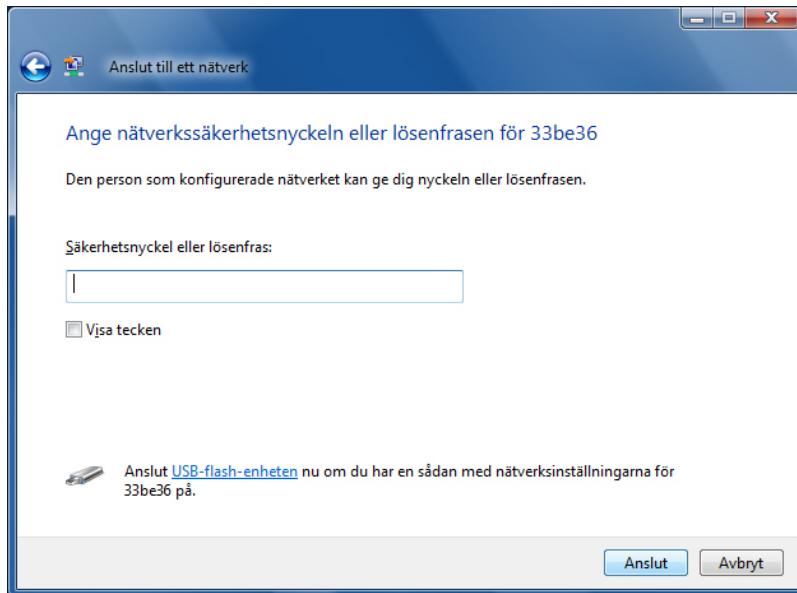 Anslut till ett nätverk
Ange nätverkssäkerhetsnyckeln eller lösenfrasen för 33be36
Den person som konfigurerade nätverket kan ge dig nyckeln eller lösenfrasen.
Säkerhetsnyckel eller lösenfras:
Visa tecken
Anslut USB-flash-enheten nu om du har en sådan med nätverksinställningarna för
33be36 på.
Anslut Avbryt